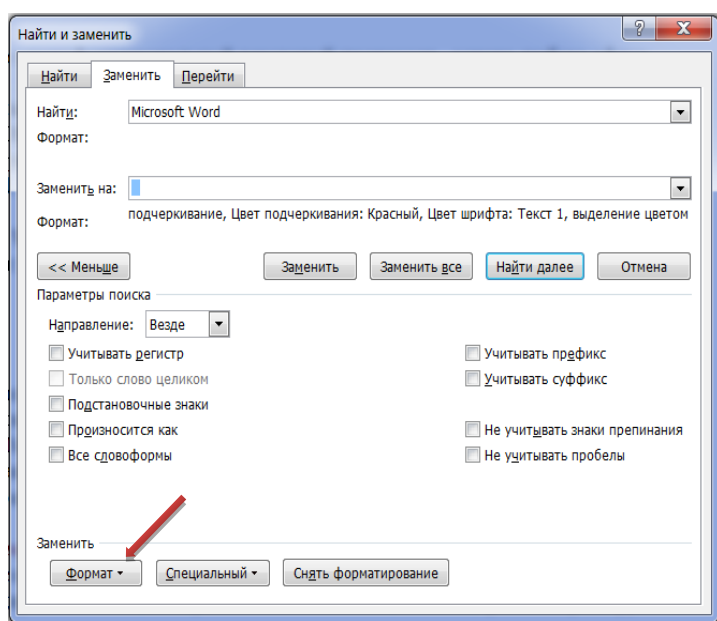 Найти и заменить
Найти Заменить Перейти
Найти: Microsoft Word
Формат:
Заменить на:
Формат: подчеркивание, Цвет подчеркивания: Красный, Цвет шрифта: Текст 1, выделение цветом
<< Меньше Заменить Заменить все Найти далее Отмена
Параметры поиска
Направление: Везде
Учитывать регистр Учитывать префикс
Только слово целиком Учитывать суффикс
Подстановочные знаки
Произносится как Не учитывать знаки препинания
Все словоформы Не учитывать пробелы
Заменить
Формат Специальный Снять форматирование